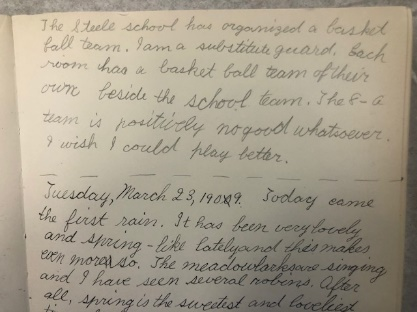 The Steele school has organized a basket
ball team. I am a substitute guard. Each
room has a basket ball team of their
own beside the school team. The 8-a
team is positively no good whatsoever.
I wish I could play better.
Tuesday, March 23, 1909. Today came
the first rain. It has been very lovely
and spring-like lately and this makes
even more so. The meadowlarks are singing
and I have seen several robins. After
all, spring is the sweetest and loveliest